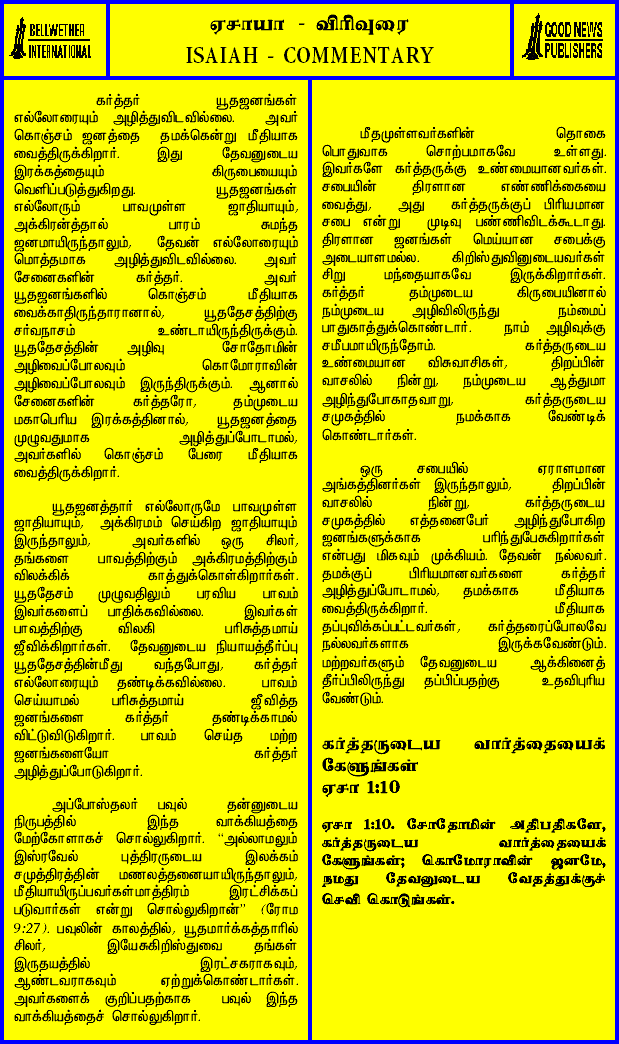 BELLWETHER
INTERNATIONAL
ஏசாயா - விரிவுரை
ISAIAH - COMMENTARY
GOOD NEWS
PUBLISHERS
கர்த்தர் யூதஜனங்கள்
எல்லோரையும் அழித்துவிடவில்லை. அவர்
கொஞ்சம் ஜனத்தை தமக்கென்று மீதியாக
வைத்திருக்கிறார். இது தேவனுடைய
இரக்கத்தையும் கிருபையையும்
வெளிப்படுத்துகிறது. யூதஜனங்கள்
எல்லோரும் பாவமுள்ள ஜாதியாயும்,
அக்கிரன்த்தால் பாரம் சுமந்த
ஜனமாயிருந்தாலும், தேவன் எல்லோரையும்
மொத்தமாக அழித்துவிடவில்லை. அவர்
சேனைகளின் கர்த்தர். அவர்
யூதஜனங்களில் கொஞ்சம் மீதியாக
வைக்காதிருந்தாரானால், யூததேசத்திற்கு
சர்வநாசம் உண்டாயிருந்திருக்கும்.
யூததேசத்தின் அழிவு சோதோமின்
அழிவைப்போலவும் கொமோராவின்
அழிவைப்போலவும் இருந்திருக்கும். ஆனால்
சேனைகளின் கர்த்தரோ, தம்முடைய
மகாபெரிய இரக்கத்தினால், யூதஜனத்தை
முழுவதுமாக அழித்துப்போடாமல்,
அவர்களில் கொஞ்சம் பேரை மீதியாக
வைத்திருக்கிறார்.
யூதஜனத்தார் எல்லோருமே பாவமுள்ள
ஜாதியாயும், அக்கிரமம் செய்கிற ஜாதியாயும்
இருந்தாலும், அவர்களில் ஒரு சிலர்,
தங்களை பாவத்திற்கும் அக்கிரமத்திற்கும்
விலக்கிக் காத்துக்கொள்கிறார்கள்.
யூததேசம் முழுவதிலும் பரவிய பாவம்
இவர்களைப் பாதிக்கவில்லை. இவர்கள்
பாவத்திற்கு விலகி பரிசுத்தமாய்
ஜீவிக்கிறார்கள். தேவனுடைய நியாயத்தீர்ப்பு
யூததேசத்தின்மீது வந்தபோது, கர்த்தர்
எல்லோரையும் தண்டிக்கவில்லை. பாவம்
செய்யாமல் பரிசுத்தமாய் ஜீவித்த
ஜனங்களை கர்த்தர் தண்டிக்காமல்
விட்டுவிடுகிறார். பாவம் செய்த மற்ற
ஜனங்களையோ கர்த்தர்
அழித்துப்போடுகிறார்.
அப்போஸ்தலர் பவுல் தன்னுடைய
நிருபத்தில் இந்த வாக்கியத்தை
மேற்கோளாகச் சொல்லுகிறார். "அல்லாமலும்
இஸ்ரவேல் புத்திரருடைய இலக்கம்
சமுத்திரத்தின் மணலத்தனையாயிருந்தாலும்,
மீதியாயிருப்பவர்கள்மாத்திரம் இரட்சிக்கப்
படுவார்கள் என்று சொல்லுகிறான்" (ரோம
9:27). பவுலின் காலத்தில், யூதமார்க்கத்தாரில்
சிலர், இயேசுகிறிஸ்துவை தங்கள்
இருதயத்தில் இரட்சகராகவும்,
ஆண்டவராகவும் ஏற்றுக்கொண்டார்கள்.
அவர்களைக் குறிப்பதற்காக பவுல் இந்த
வாக்கியத்தைச் சொல்லுகிறார்.
மீதமுள்ளவர்களின் தொகை
பொதுவாக சொற்பமாகவே உள்ளது.
இவர்களே கர்த்தருக்கு உண்மையானவர்கள்.
சபையின் திரளான எண்ணிக்கையை
வைத்து, அது கர்த்தருக்குப் பிரியமான
சபை என்று முடிவு பண்ணிவிடக்கூடாது.
திரளான ஜனங்கள் மெய்யான சபைக்கு
அடையாளமல்ல. கிறிஸ்துவினுடையவர்கள்
சிறு மந்தையாகவே இருக்கிறார்கள்.
கர்த்தர் தம்முடைய கிருபையினால்
நம்முடைய அழிவிலிருந்து நம்மைப்
பாதுகாத்துக்கொண்டார். நாம் அழிவுக்கு
சமீபமாயிருந்தோம். கர்த்தருடைய
உண்மையான விசுவாசிகள், திறப்பின்
வாசலில் நின்று, நம்முடைய ஆத்துமா
அழிந்துபோகாதவாறு, கர்த்தருடைய
சமுகத்தில் நமக்காக வேண்டிக்
கொண்டார்கள்.
ஒரு சபையில் ஏராளமான
அங்கத்தினர்கள் இருந்தாலும், திறப்பின்
வாசலில் நின்று, கர்த்தருடைய
சமுகத்தில் எத்தனைபேர் அழிந்துபோகிற
ஜனங்களுக்காக பரிந்துபேசுகிறார்கள்
என்பது மிகவும் முக்கியம். தேவன் நல்லவர்.
தமக்குப் பிரியமானவர்களை கர்த்தர்
அழித்துப்போடாமல், தமக்காக மீதியாக
வைத்திருக்கிறார். மீதியாக
தப்புவிக்கப்பட்டவர்கள், கர்த்தரைப்போலவே
நல்லவர்களாக இருக்கவேண்டும்.
மற்றவர்களும் தேவனுடைய ஆக்கினைத்
தீர்ப்பிலிருந்து தப்பிப்பதற்கு உதவிபுரிய
வேண்டும்.
கர்த்தருடைய வார்த்தையைக்
கேளுங்கள்
ஏசா 1:10
ஏசா 1:10. சோதோமின் அதிபதிகளே,
கர்த்தருடைய வார்த்தையைக்
கேளுங்கள்; கொமோராவின் ஜனமே,
நமது தேவனுடைய வேதத்துக்குச்
செவி கொடுங்கள்.